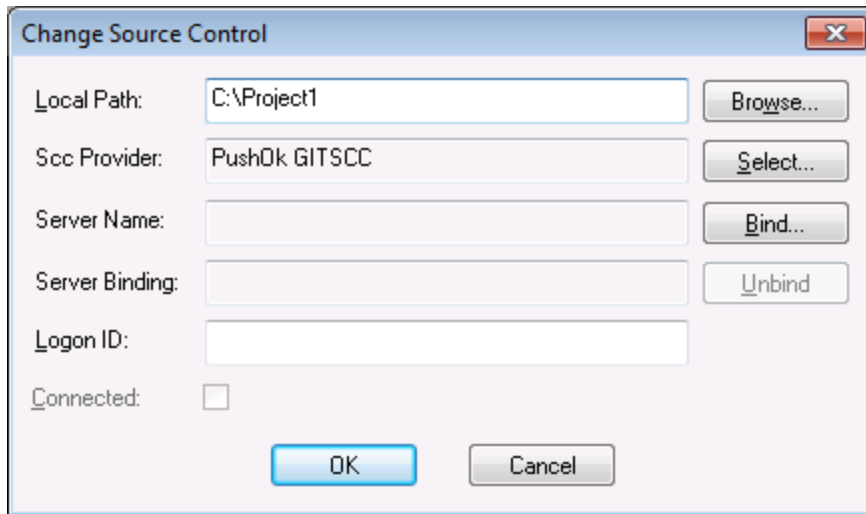 Change Source Control
Local Path: C:\Project1 Browse...
Scc Provider: PushOk GITSCC Select...
Server Name: Bind...
Server Binding: Unbind
Logon ID:
Connected:
OK Cancel